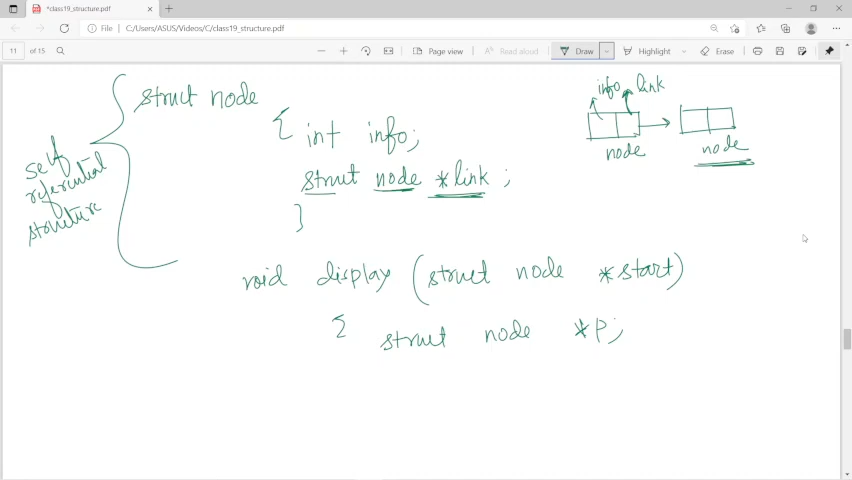 *class19_structure.pdf
File | C:/Users/ASUS/Videos/C/class19_structure.pdf
11 of 15
Page view
Read aloud
Draw
Highlight
Erase
struct node
{ int info;
struct node *link ;
}
self
referential
structure
info link
node
node
void display (struct node *start)
{ struct node *p;